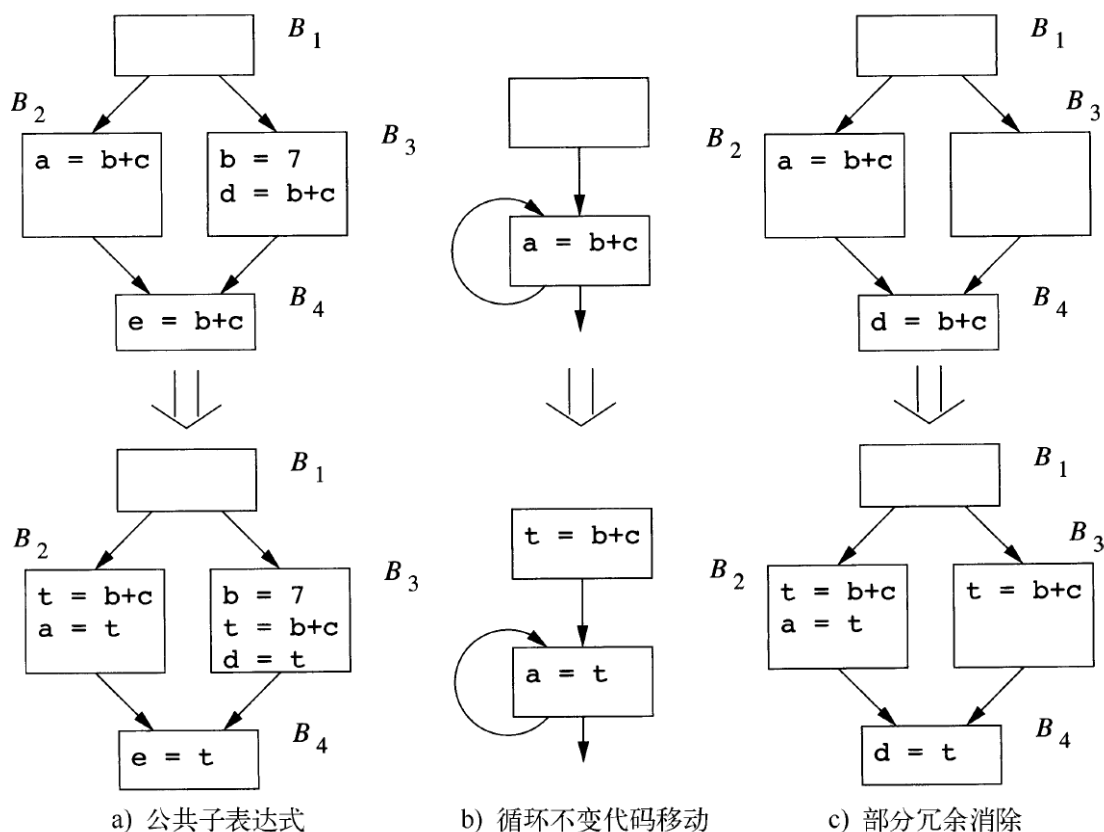 B1
B2
a = b+c
b = 7
d = b+c
B3
B4
e = b+c
B1
B2
t = b+c
a = t
b = 7
t = b+c
d = t
B3
B4
e = t
a) 公共子表达式
a = b+c
t = b+c
a = t
b) 循环不变代码移动
B1
B2
a = b+c
B3
B4
d = b+c
B1
B2
t = b+c
a = t
B3
t = b+c
B4
d = t
c) 部分冗余消除